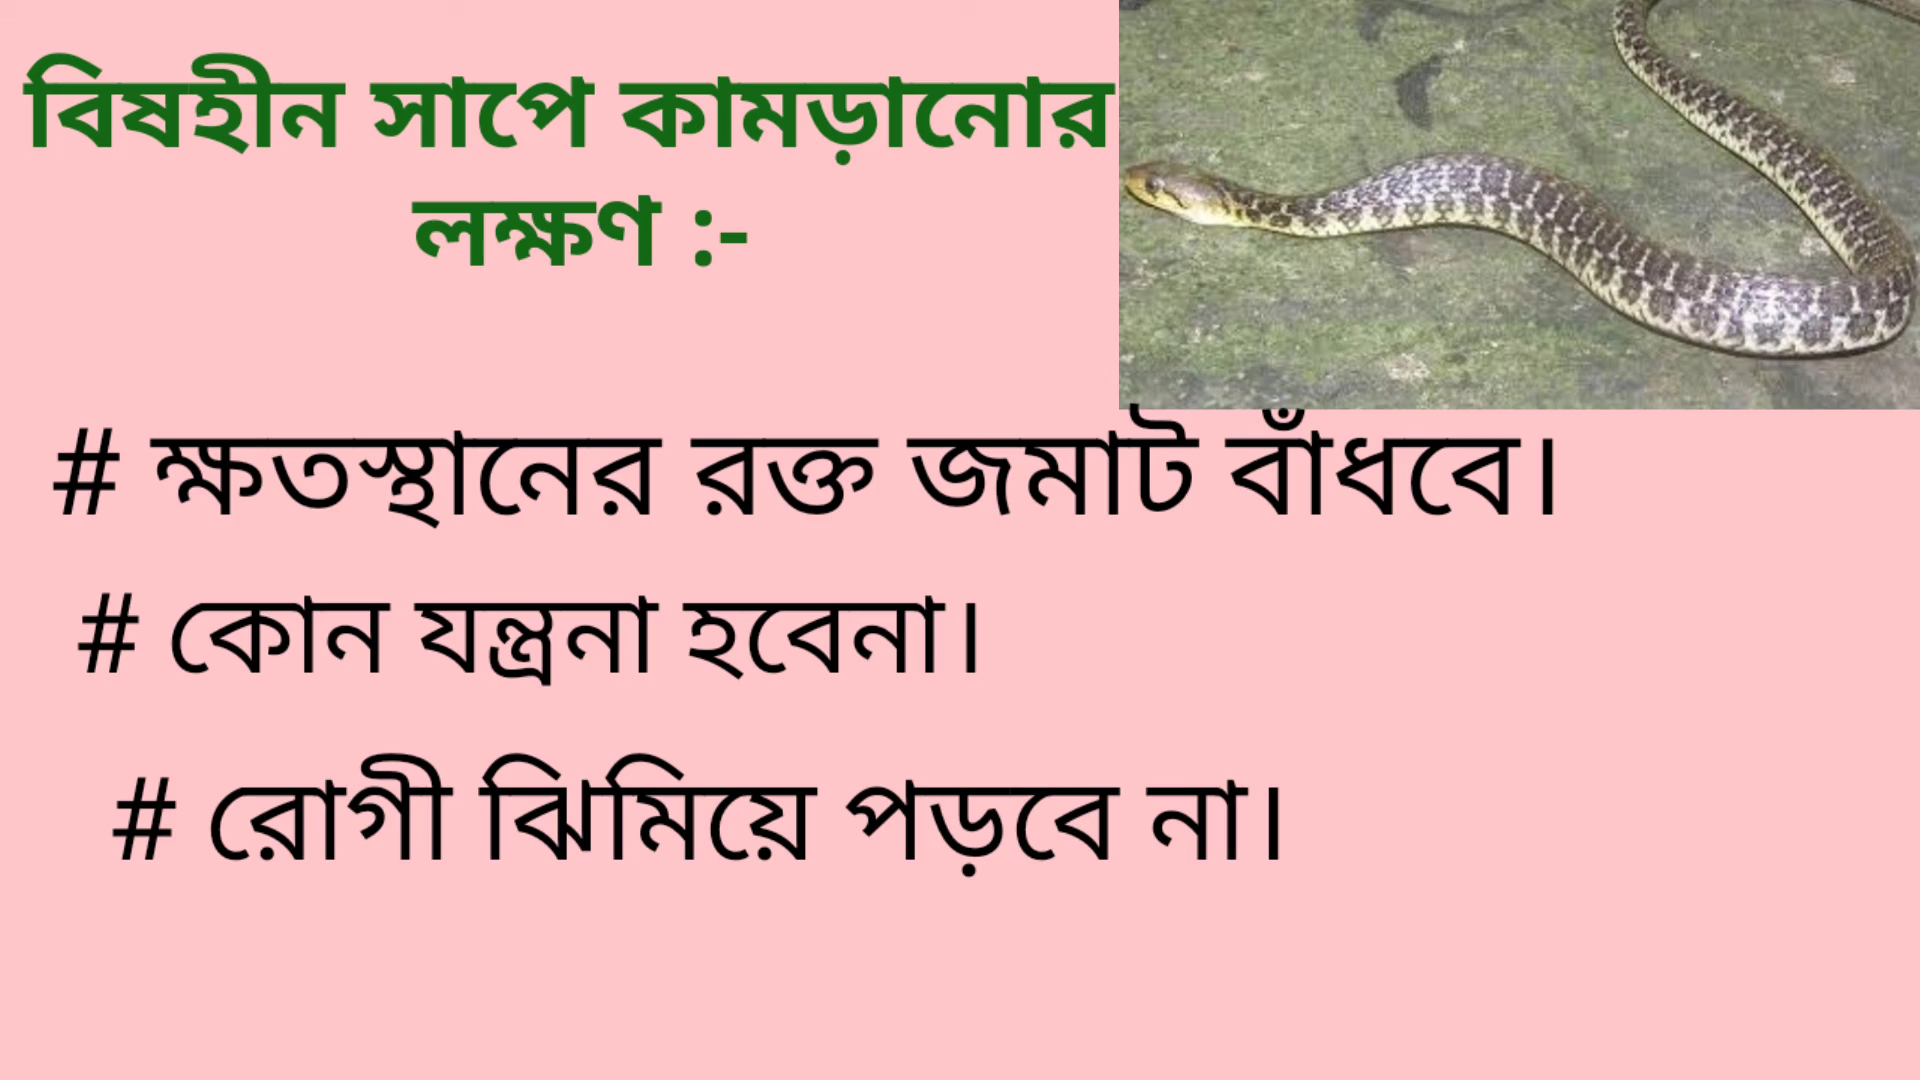 বিষহীন সাপে কামড়ানোর
লক্ষণ :-
# ক্ষতস্থানের রক্ত জমাট বাঁধবে।
# কোন যন্ত্রনা হবেনা।
# রোগী ঝিমিয়ে পড়বে না।